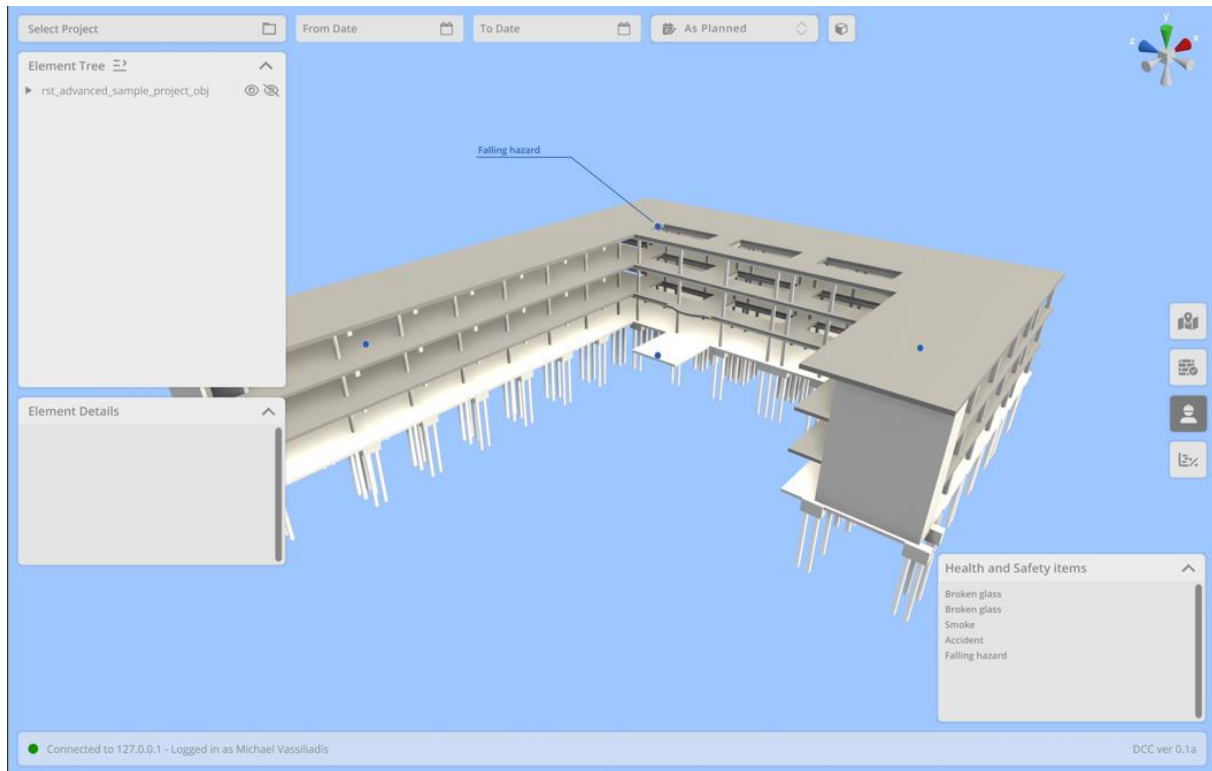 Select Project
From Date
To Date
As Planned
y
z
x
Element Tree
rst_advanced_sample_project_obj
Falling hazard
Element Details
Health and Safety items
Broken glass
Broken glass
Smoke
Accident
Falling hazard
Connected to 127.0.0.1 - Logged in as Michael Vassiliadis
DCC ver 0.1a